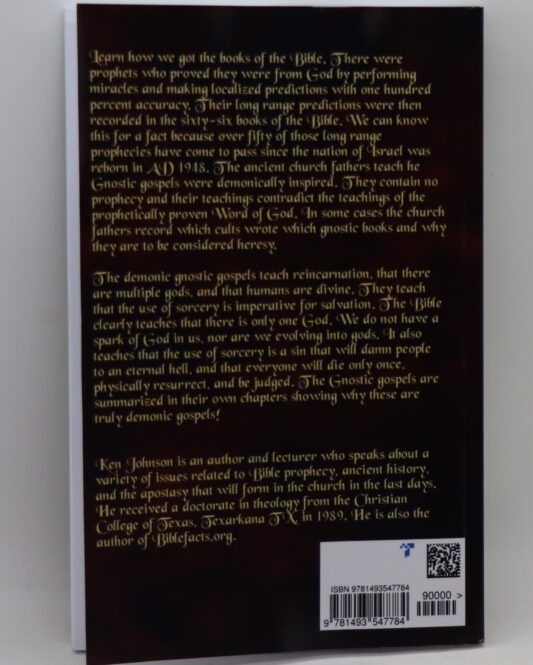 Learn how we got the books of the Bible. There were
prophets who proved they were from God by performing
miracles and making localized predictions with one hundred
percent accuracy. Their long range predictions were then
recorded in the sixty-six books of the Bible. We can know
this for a fact because over fifty of those long range
prophecies have come to pass since the nation of Israel was
reborn in AD 1948. The ancient church fathers teach he
Gnostic gospels were demonically inspired. They contain no
prophecy and their teachings contradict the teachings of the
prophetically proven Word of God. In some cases the church
fathers record which cults wrote which gnostic books and why
they are to be considered heresy.
The demonic gnostic gospels teach reincarnation, that there
are multiple gods, and that humans are divine. They teach
that the use of sorcery is imperative for salvation. The Bible
clearly teaches that there is only one God. We do not have a
spark of God in us, nor are we evolving into gods. It also
teaches that the use of sorcery is a sin that will damn people
to an eternal hell, and that everyone will die only once,
physically resurrect, and be judged. The Gnostic gospels are
summarized in their own chapters showing why these are
truly demonic gospels!
Ken Johnson is an author and lecturer who speaks about a
variety of issues related to Bible prophecy, ancient history,
and the apostasy that will form in the church in the last days.
He received a doctorate in theology from the Christian
College of Texas, Texarkana TX in 1989. He is also the
author of Biblefacts.org.
ISBN 9781493547784
90000 >
9 781493 547784